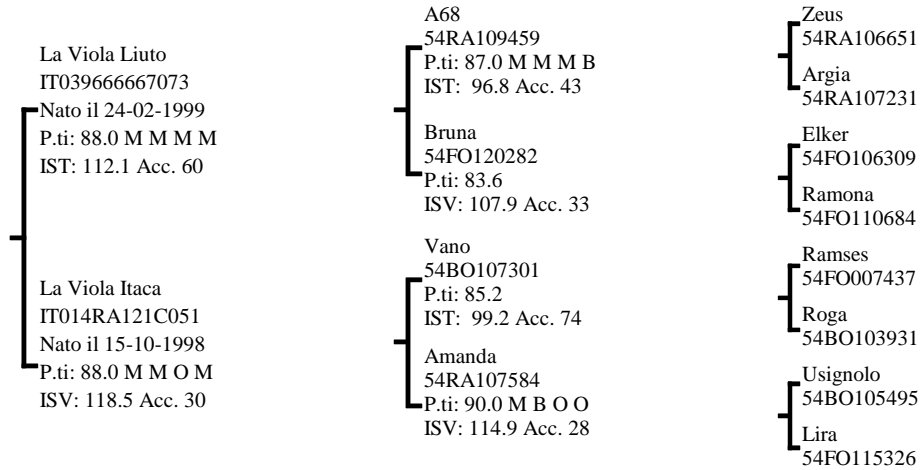 La Viola Liuto
IT039666667073
Nato il 24-02-1999
P.ti: 88.0 M M M M
IST: 112.1 Acc. 60
La Viola Itaca
IT014RA121C051
Nato il 15-10-1998
P.ti: 88.0 M M O M
ISV: 118.5 Acc. 30
A68
54RA109459
P.ti: 87.0 M M M B
IST: 96.8 Acc. 43
Bruna
54FO120282
P.ti: 83.6
ISV: 107.9 Acc. 33
Vano
54BO107301
P.ti: 85.2
IST: 99.2 Acc. 74
Amanda
54RA107584
P.ti: 90.0 M B O O
ISV: 114.9 Acc. 28
Zeus
54RA106651
Argia
54RA107231
Elker
54FO106309
Ramona
54FO110684
Ramses
54FO007437
Roga
54BO103931
Usignolo
54BO105495
Lira
54FO115326